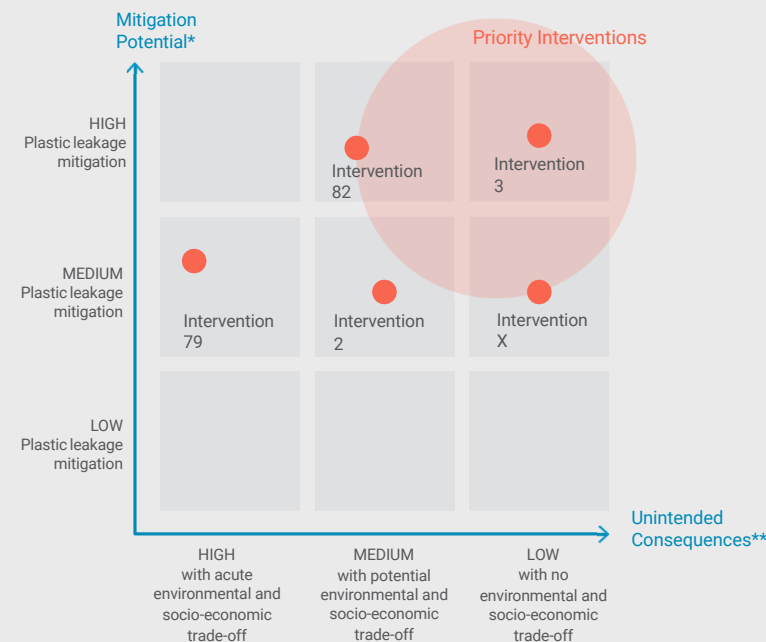 Mitigation
Potential*
Priority Interventions
HIGH
Plastic leakage
mitigation
Intervention
82
Intervention
3
MEDIUM
Plastic leakage
mitigation
Intervention
79
Intervention
2
Intervention
X
LOW
Plastic leakage
mitigation
Unintended
Consequences**
HIGH
with acute
environmental and
socio-economic
trade-off
MEDIUM
with potential
environmental and
socio-economic
trade-off
LOW
with no
environmental and
socio-economic
trade-off